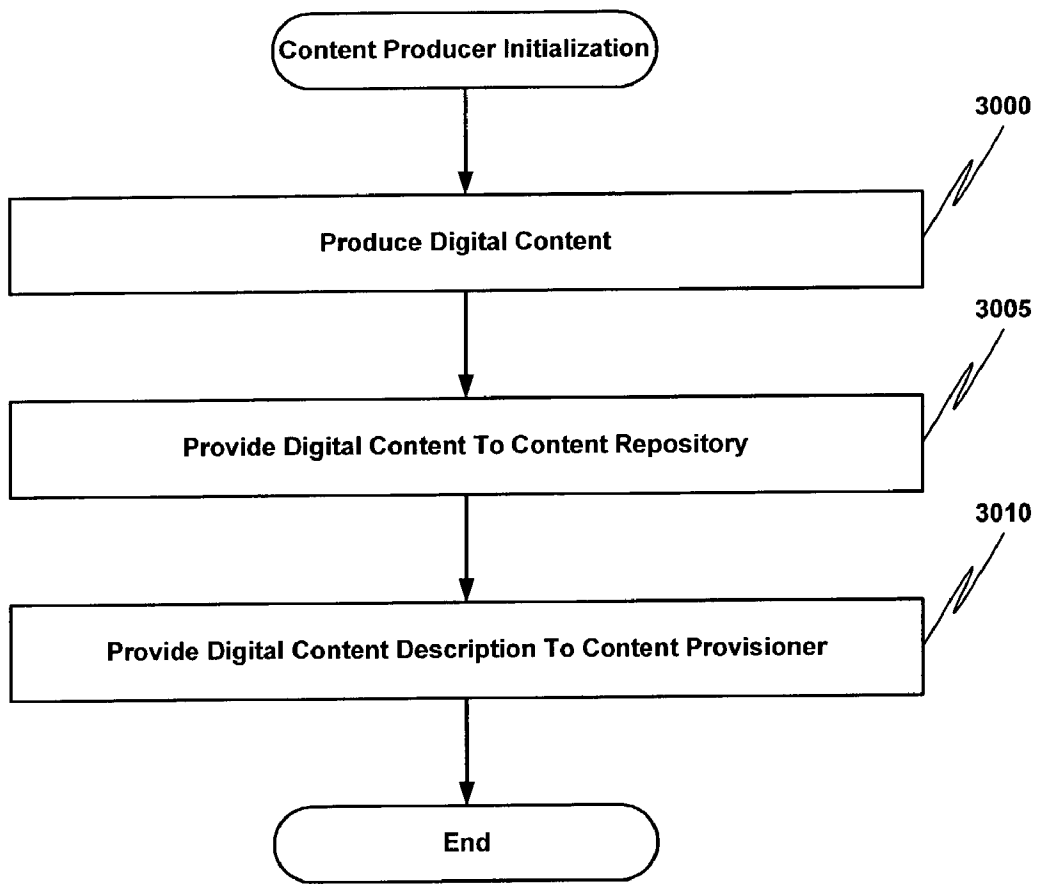 Content Producer Initialization
3000
Produce Digital Content
3005
Provide Digital Content To Content Repository
3010
Provide Digital Content Description To Content Provisioner
End